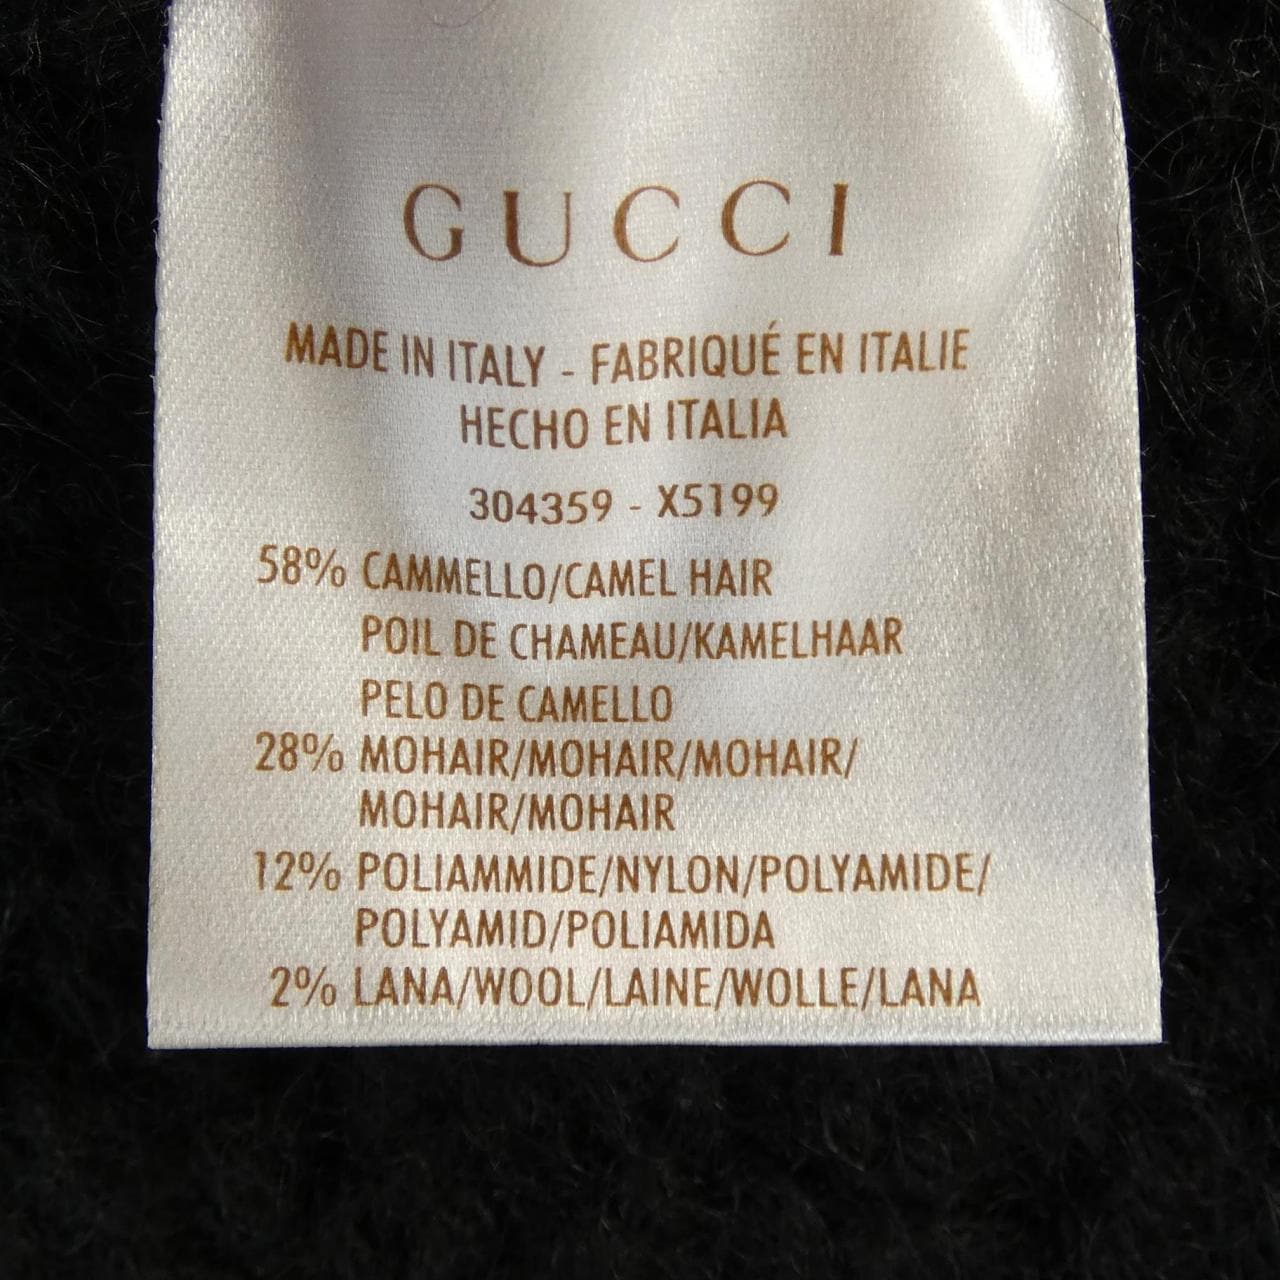 GUCCI
MADE IN ITALY - FABRIQUÉ EN ITALIE
HECHO EN ITALIA
304359 - X5199
58% CAMMELLO/CAMEL HAIR
POIL DE CHAMEAU/KAMELHAAR
PELO DE CAMELLO
28% MOHAIR/MOHAIR/MOHAIR/
MOHAIR/MOHAIR
12% POLIAMMIDE/NYLON/POLYAMIDE/
POLYAMID/POLIAMIDA
2% LANA/WOOL/LAINE/WOLLE/LANA